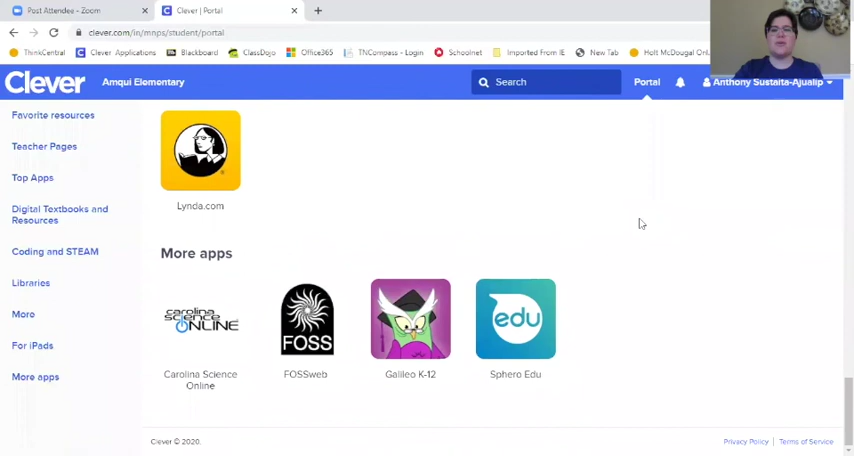 Post Attendee - Zoom
Clever | Portal
clever.com/in/mnps/student/portal
ThinkCentral
Clever Applications
Blackboard
ClassDojo
Office365
TNCompass - Login
Schoolnet
Imported From IE
New Tab
Holt McDougal Onl...
Clever
Amqui Elementary
Search
Portal
Anthony Sustaita-Ajualip
Favorite resources
Teacher Pages
Top Apps
Digital Textbooks and
Resources
Coding and STEAM
Libraries
More
For iPads
More apps
Lynda.com
More apps
carolina
science
ONLINE
FOSS
edu
Carolina Science
Online
FOSSweb
Galileo K-12
Sphero Edu
Clever © 2020.
Privacy Policy
Terms of Service